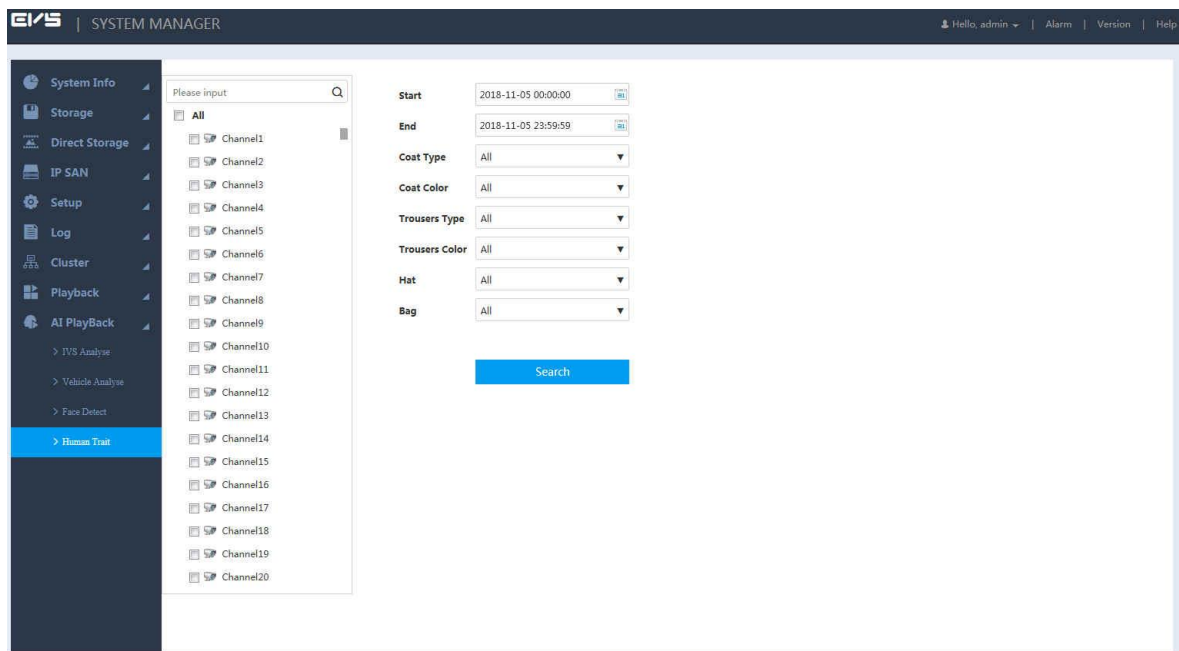 EVS | SYSTEM MANAGER
Hello, admin | Alarm | Version | Help
System Info
Storage
Direct Storage
IP SAN
Setup
Log
Cluster
Playback
AI PlayBack
> IVS Analyse
> Vehicle Analyse
> Face Detect
> Human Trait
Please input
All
Channel1
Channel2
Channel3
Channel4
Channel5
Channel6
Channel7
Channel8
Channel9
Channel10
Channel11
Channel12
Channel13
Channel14
Channel15
Channel16
Channel17
Channel18
Channel19
Channel20
Start 2018-11-05 00:00:00
End 2018-11-05 23:59:59
Coat Type All
Coat Color All
Trousers Type All
Trousers Color All
Hat All
Bag All
Search